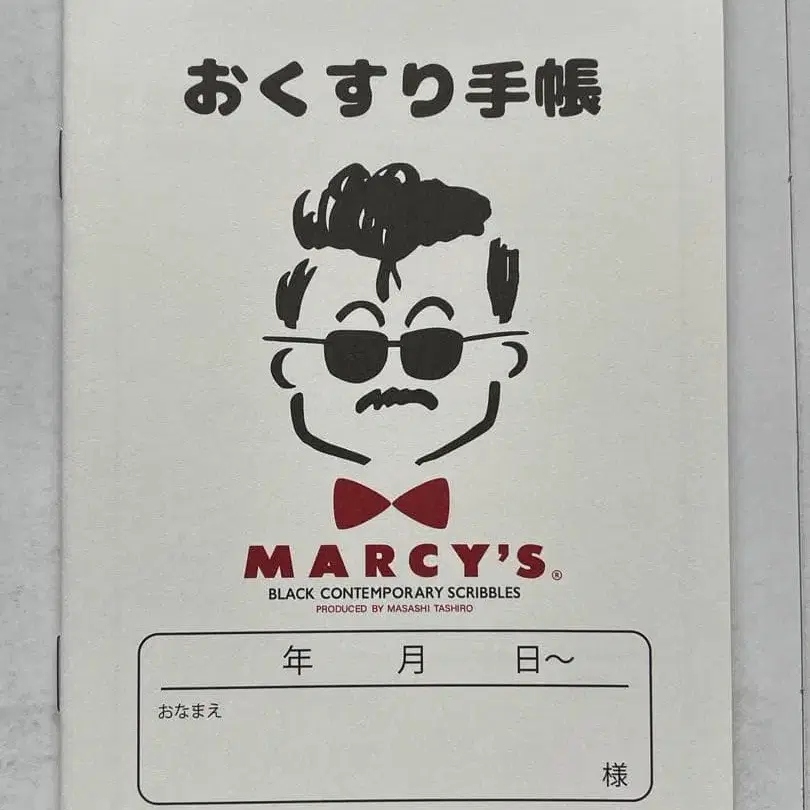 おくすり手帳
MARCY'S®
BLACK CONTEMPORARY SCRIBBLES
PRODUCED BY MASASHI TASHIRO
年 月 日～
おなまえ
様